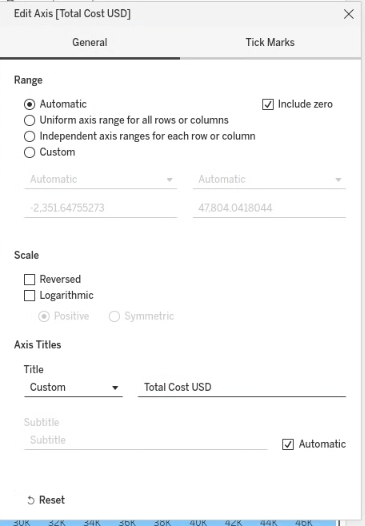 Edit Axis [Total Cost USD]
General Tick Marks
Range
Automatic Include zero
Uniform axis range for all rows or columns
Independent axis ranges for each row or column
Custom
Automatic Automatic
-2,351.64755273 47,804.0418044
Scale
Reversed
Logarithmic
Positive Symmetric
Axis Titles
Title
Custom Total Cost USD
Subtitle
Subtitle Automatic
Reset
30K 32K 34K 36K 38K 40K 42K 44K 46K